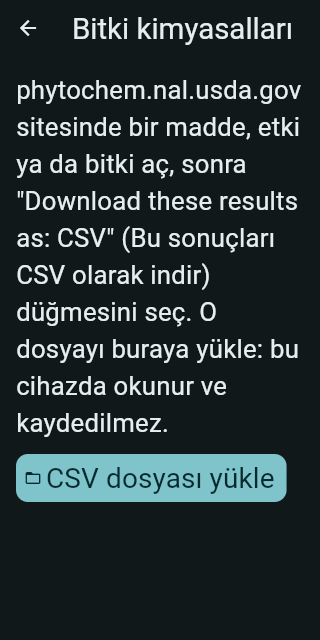 Bitki kimyasalları
phytochem.nal.usda.gov
sitesinde bir madde, etki
ya da bitki aç, sonra
"Download these results
as: CSV" (Bu sonuçları
CSV olarak indir)
düğmesini seç. O
dosyayı buraya yükle: bu
cihazda okunur ve
kaydedilmez.
CSV dosyası yükle